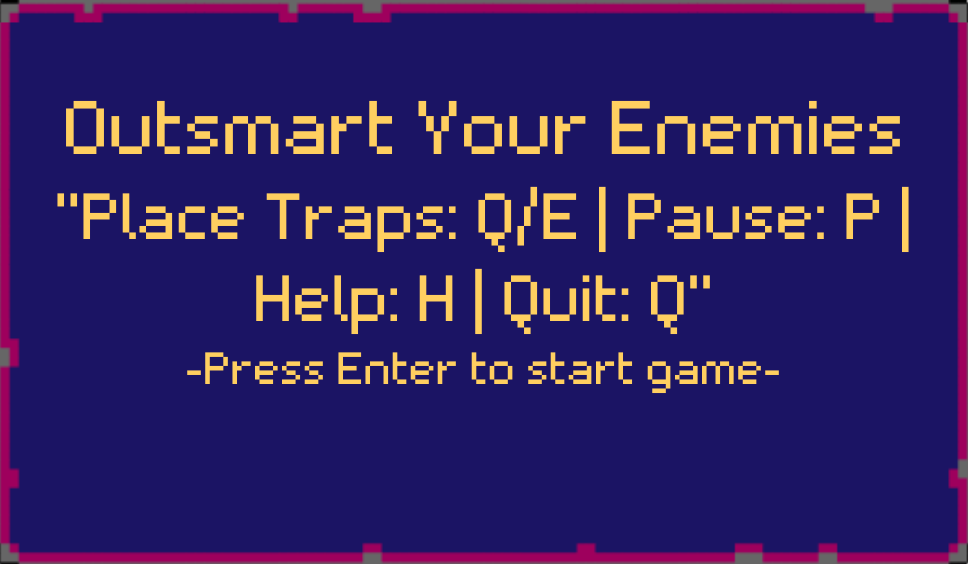 Outsmart Your Enemies
"Place Traps: Q/E | Pause: P |
Help: H | Quit: Q"
-Press Enter to start game-